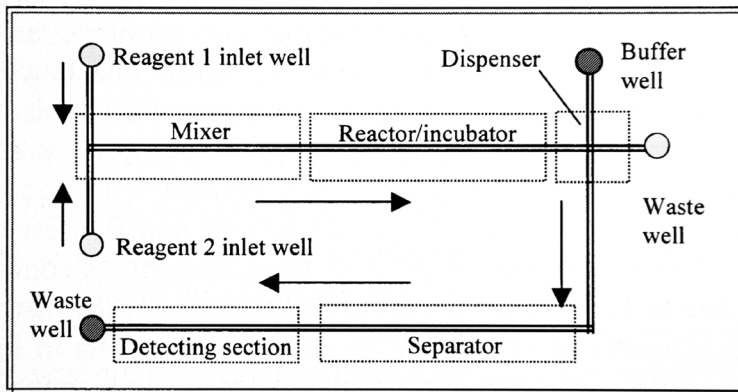 Reagent 1 inlet well
Dispenser
Buffer
well
Mixer
Reactor/incubator
Waste
well
Reagent 2 inlet well
Waste
well
Detecting section
Separator